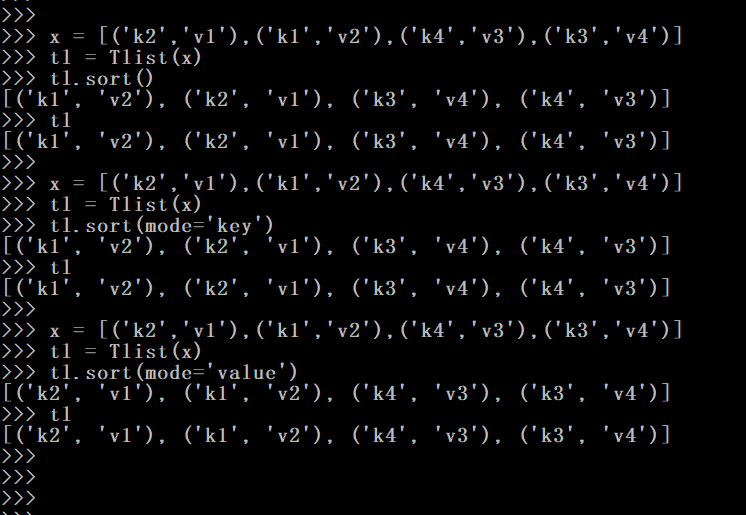 >>>
>>> x = [('k2','v1'),('k1','v2'),('k4','v3'),('k3','v4')]
>>> tl = Tlist(x)
>>> tl.sort()
[('k1', 'v2'), ('k2', 'v1'), ('k3', 'v4'), ('k4', 'v3')]
>>> tl
[('k1', 'v2'), ('k2', 'v1'), ('k3', 'v4'), ('k4', 'v3')]
>>>
>>> x = [('k2','v1'),('k1','v2'),('k4','v3'),('k3','v4')]
>>> tl = Tlist(x)
>>> tl.sort(mode='key')
[('k1', 'v2'), ('k2', 'v1'), ('k3', 'v4'), ('k4', 'v3')]
>>> tl
[('k1', 'v2'), ('k2', 'v1'), ('k3', 'v4'), ('k4', 'v3')]
>>>
>>> x = [('k2','v1'),('k1','v2'),('k4','v3'),('k3','v4')]
>>> tl = Tlist(x)
>>> tl.sort(mode='value')
[('k2', 'v1'), ('k1', 'v2'), ('k4', 'v3'), ('k3', 'v4')]
>>> tl
[('k2', 'v1'), ('k1', 'v2'), ('k4', 'v3'), ('k3', 'v4')]
>>>
>>>
>>>